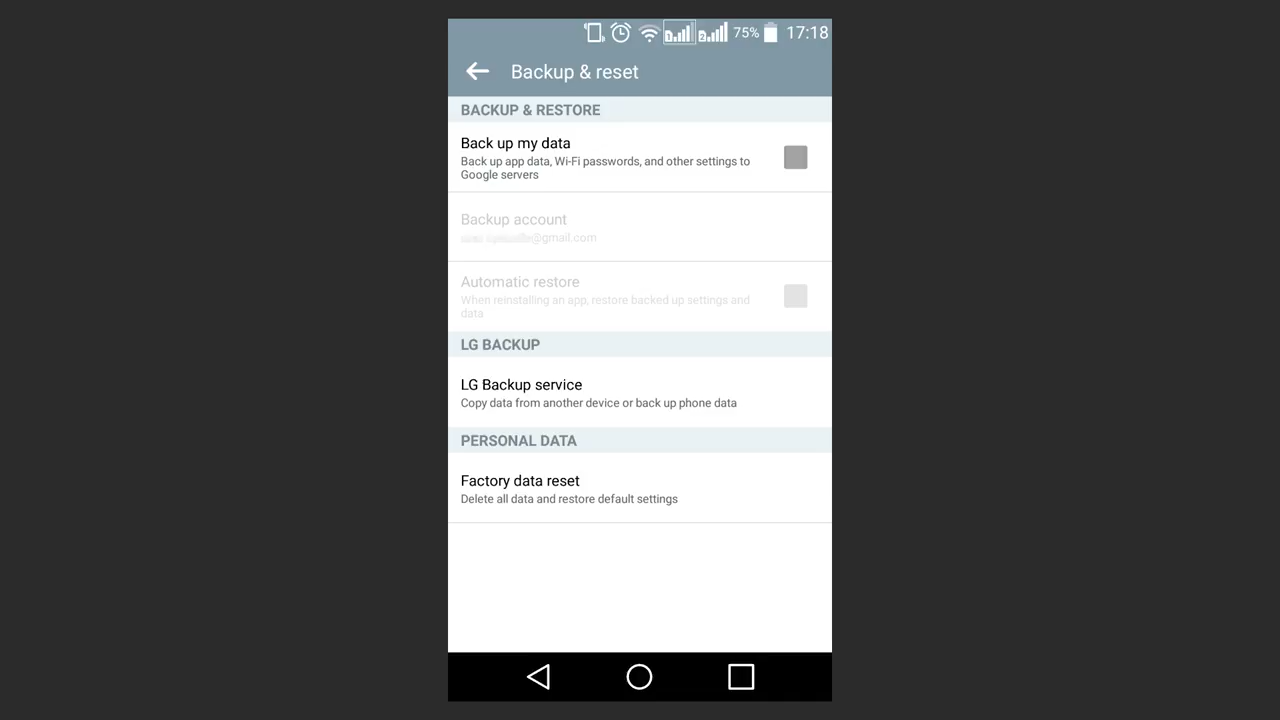 75% 17:18
Backup & reset
BACKUP & RESTORE
Back up my data
Back up app data, Wi-Fi passwords, and other settings to
Google servers
Backup account
@gmail.com
Automatic restore
When reinstalling an app, restore backed up settings and
data
LG BACKUP
LG Backup service
Copy data from another device or back up phone data
PERSONAL DATA
Factory data reset
Delete all data and restore default settings